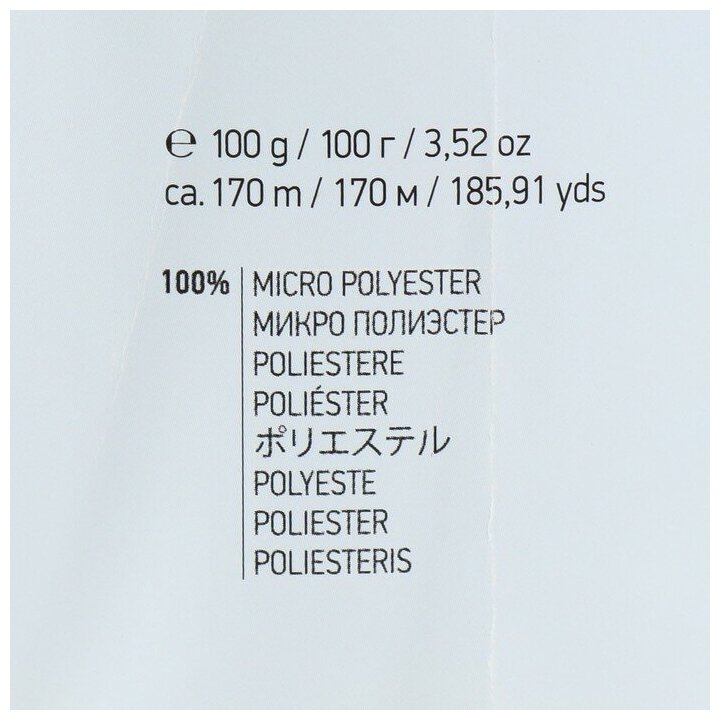 ℮ 100 g / 100 г / 3,52 oz
ca. 170 m / 170 м / 185,91 yds
100% MICRO POLYESTER
МИКРО ПОЛИЭСТЕР
POLIESTERE
POLIÉSTER
ポリエステル
POLYESTE
POLIESTER
POLIESTERIS